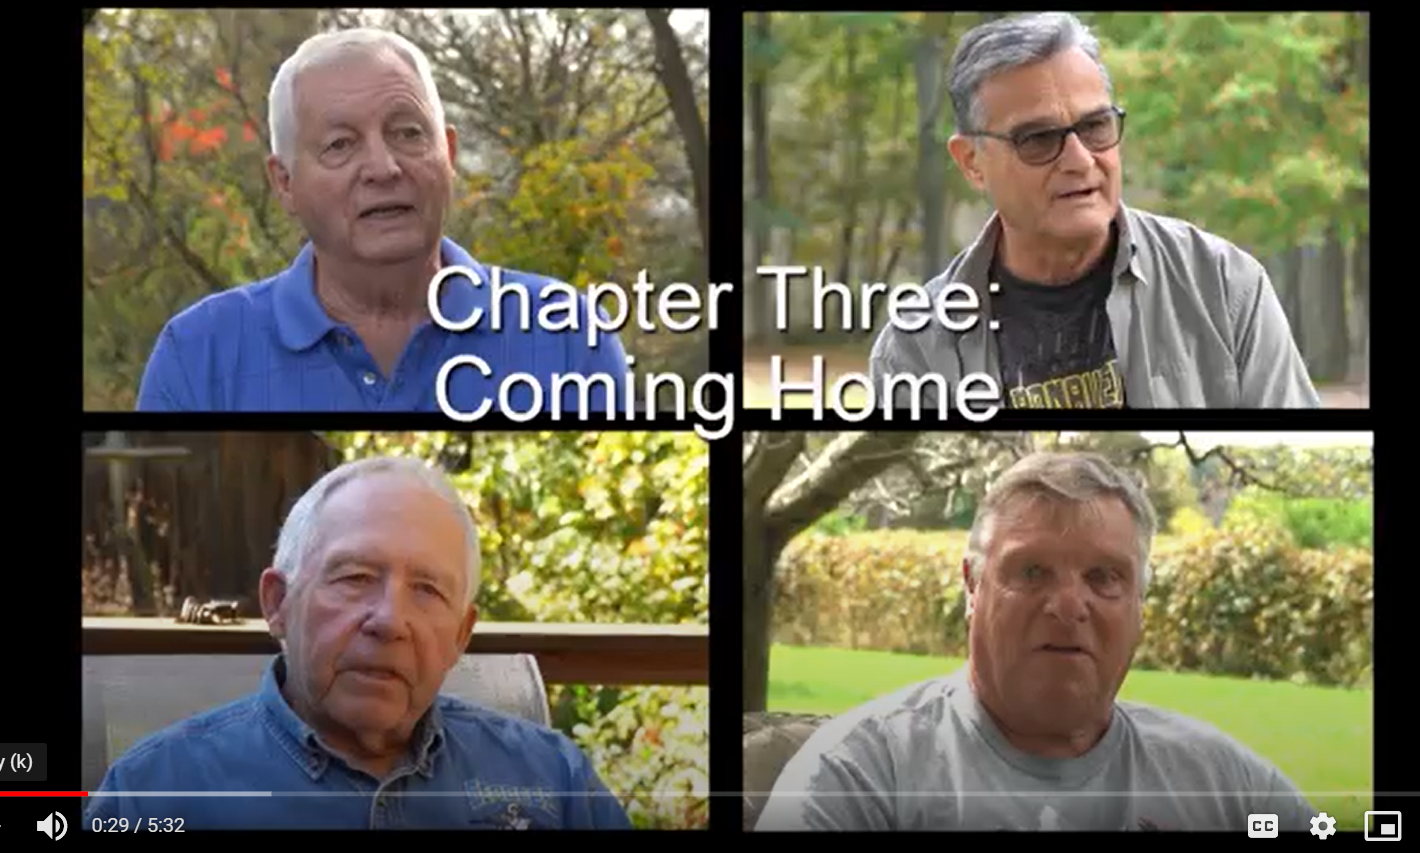 Chapter Three:
Coming Home
y (k)
0:29 / 5:32
CC